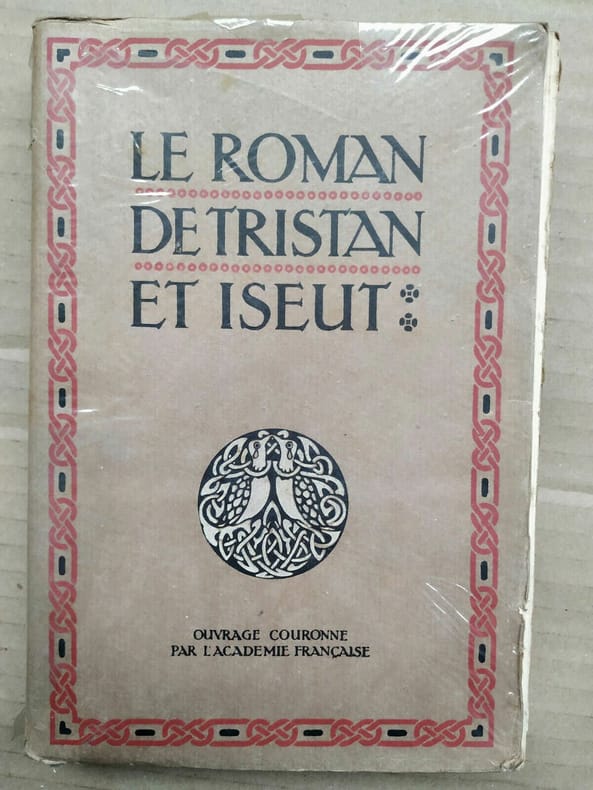 LE ROMAN
DE TRISTAN
ET ISEUT
OUVRAGE COURONNE
PAR L'ACADEMIE FRANÇAISE